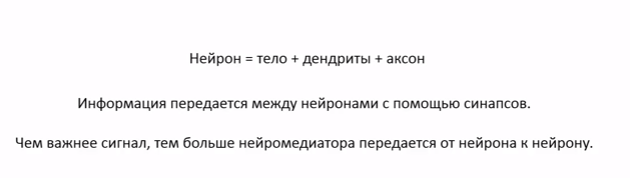 Нейрон = тело + дендриты + аксон
Информация передается между нейронами с помощью синапсов.
Чем важнее сигнал, тем больше нейромедиатора передается от нейрона к нейрону.